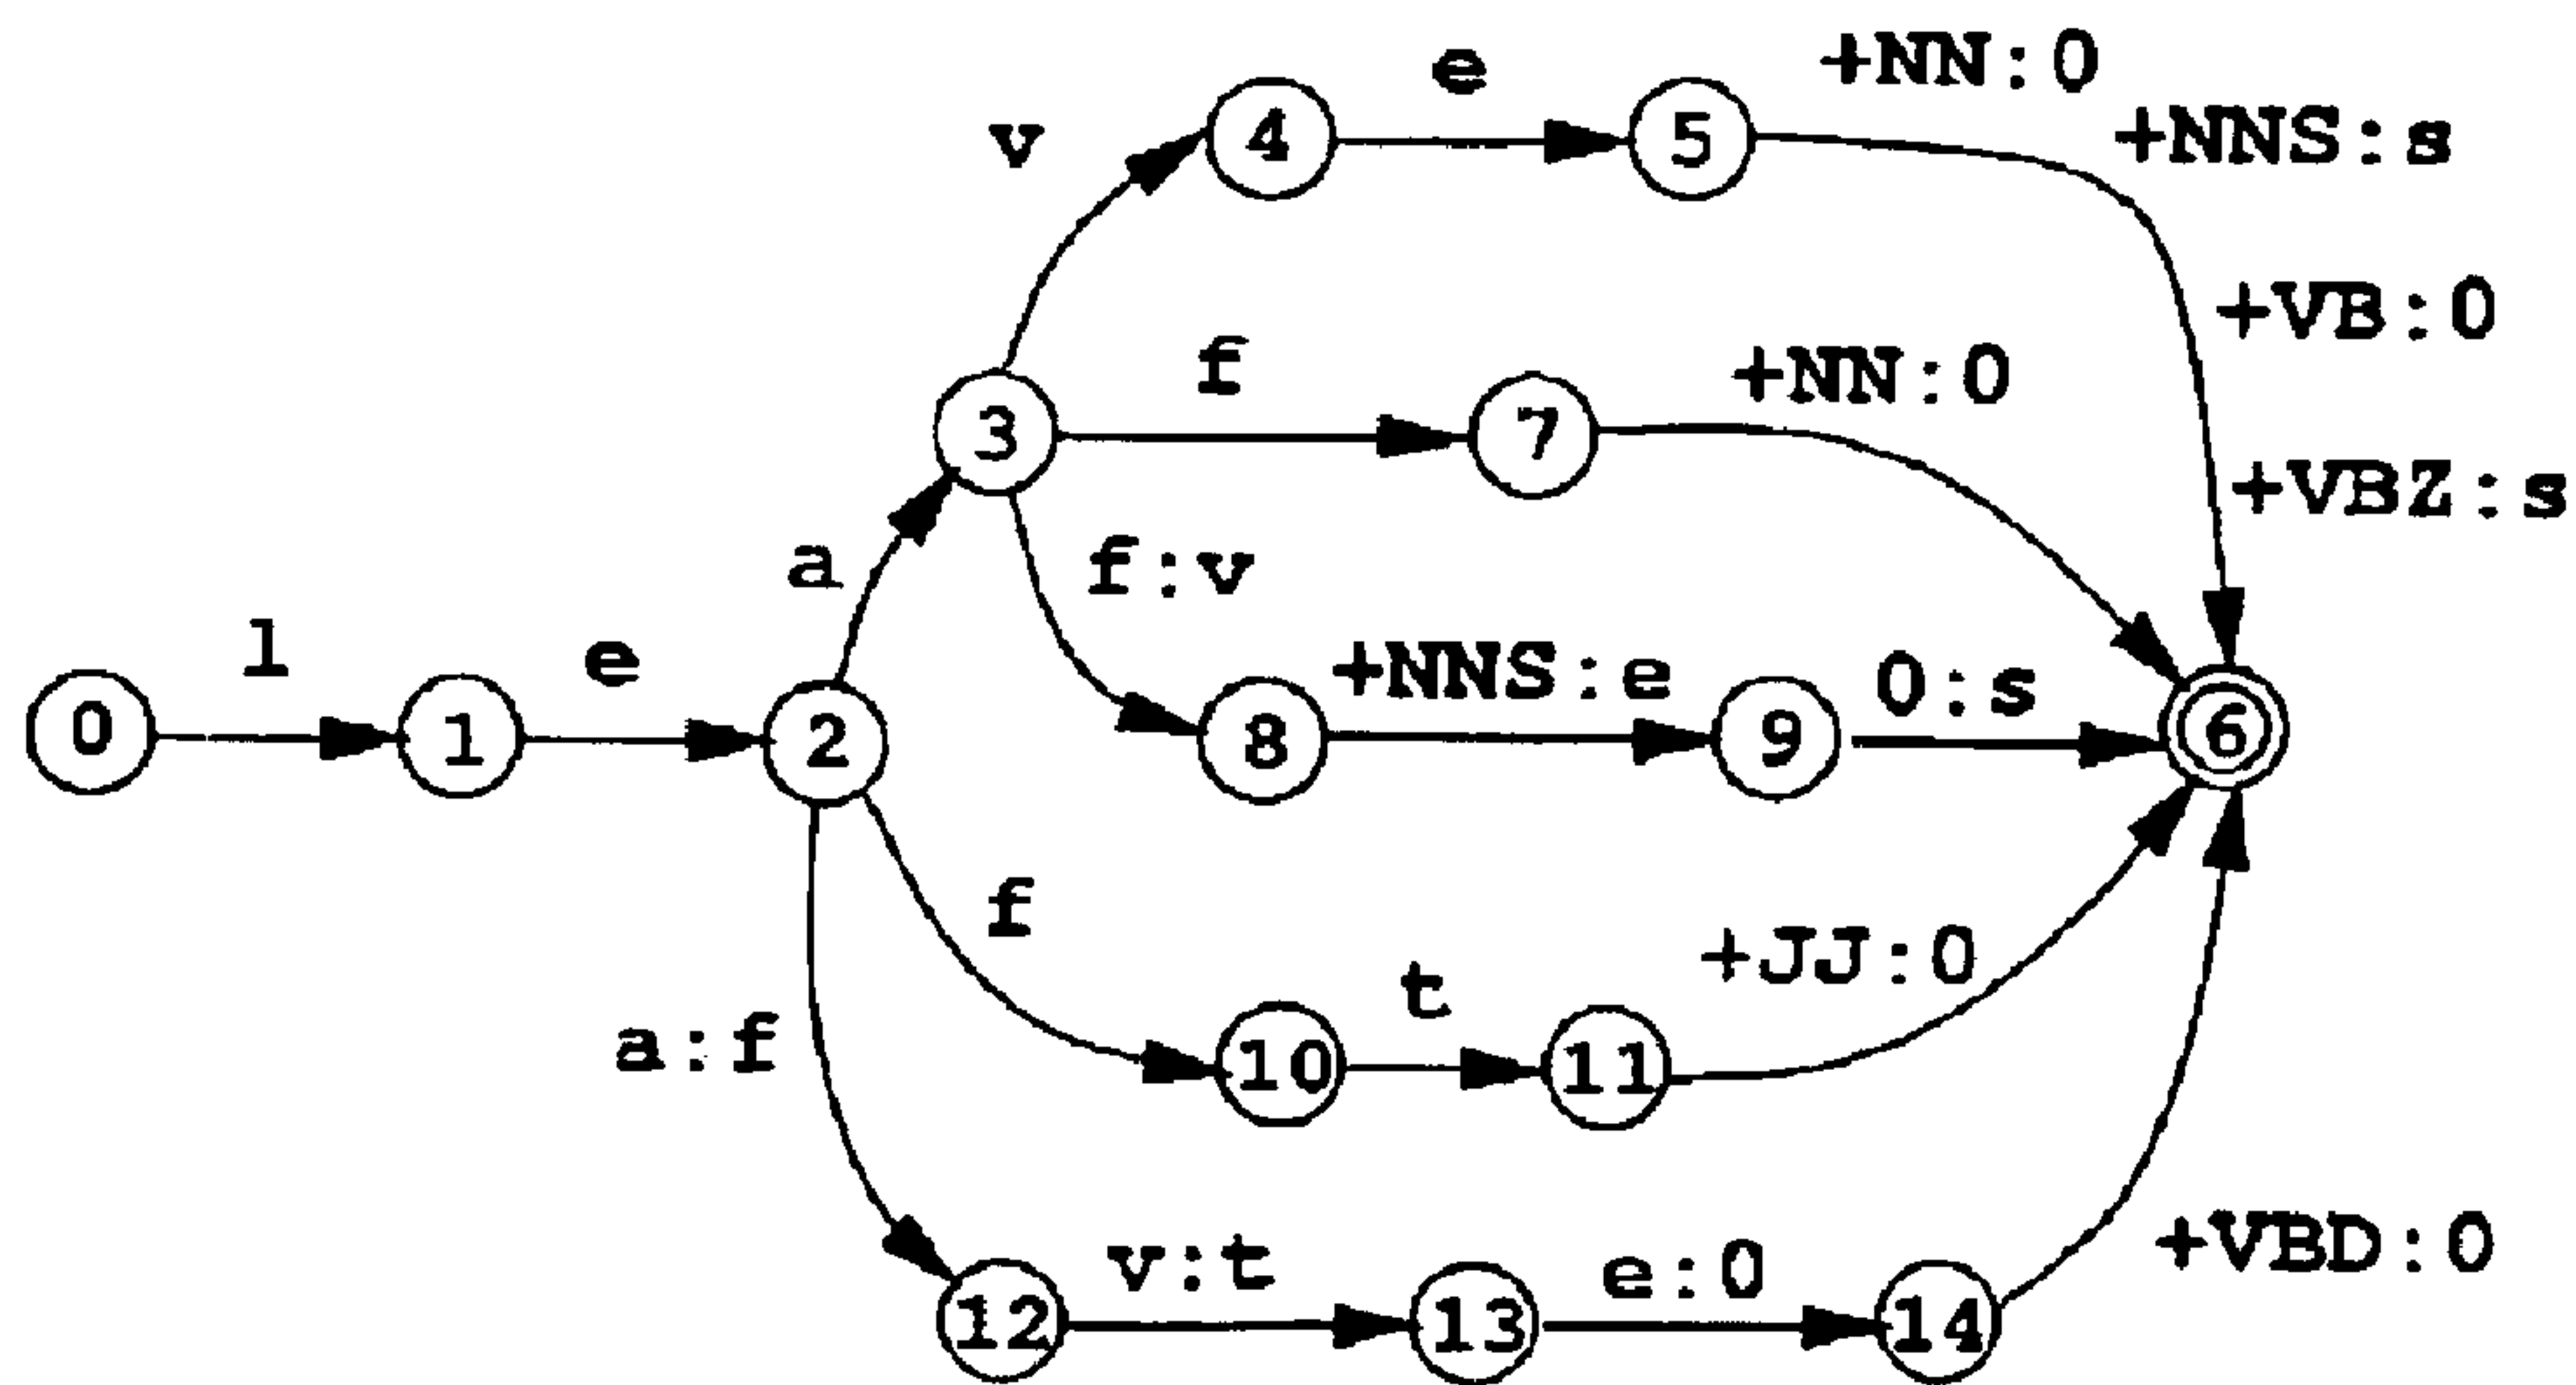 e +NN:0
v 4 5 +NNS:s
+VB:0
f +NN:0
3 7
+VBZ:s
a f:v
l e +NNS:e 0:s
0 1 2 8 9 6
f
+JJ:0
t
a:f 10 11
v:t e:0 +VBD:0
12 13 14